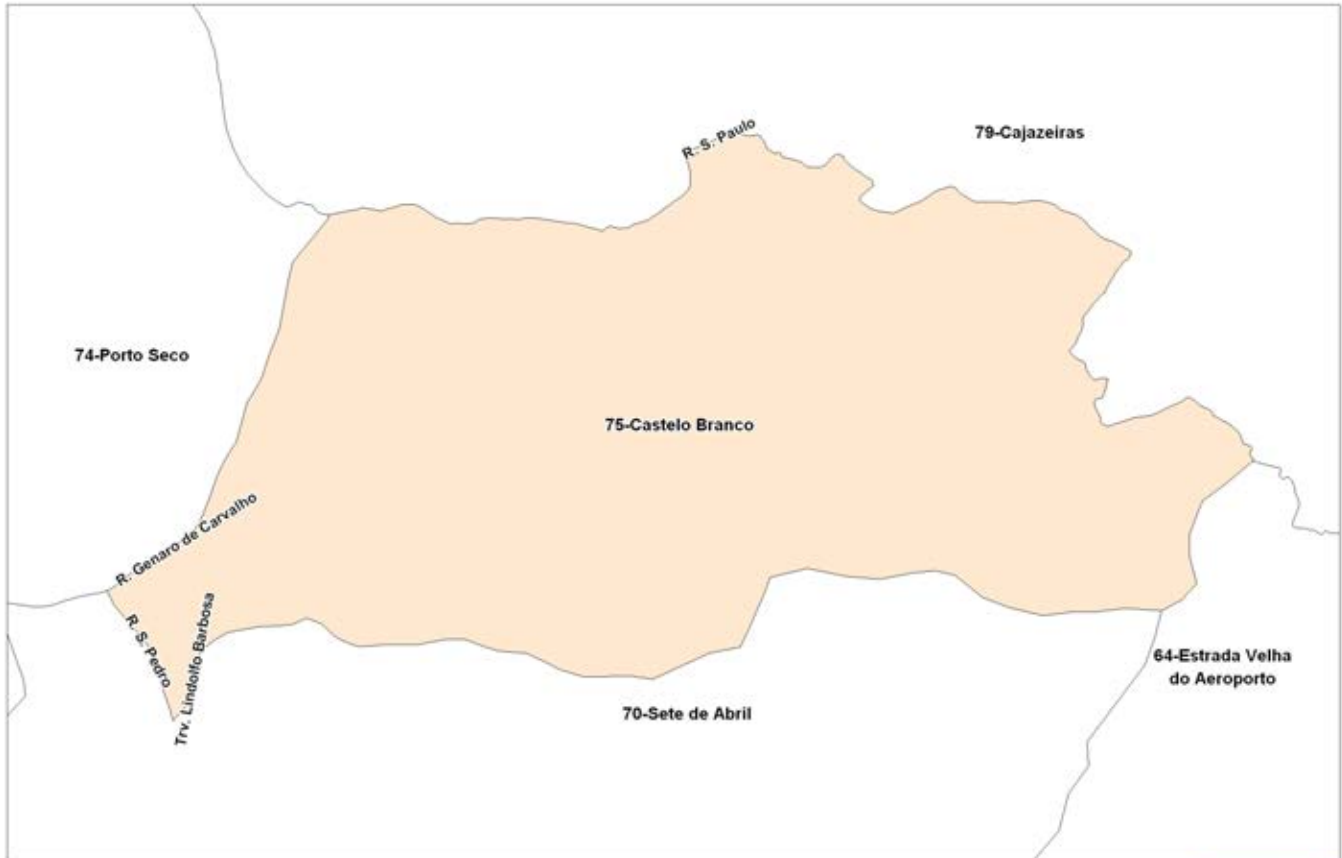 R. S. Paulo
79-Cajazeiras
74-Porto Seco
75-Castelo Branco
R. Genaro de Carvalho
R. S. Pedro
Trv. Lindolfo Barbosa
64-Estrada Velha
do Aeroporto
70-Sete de Abril